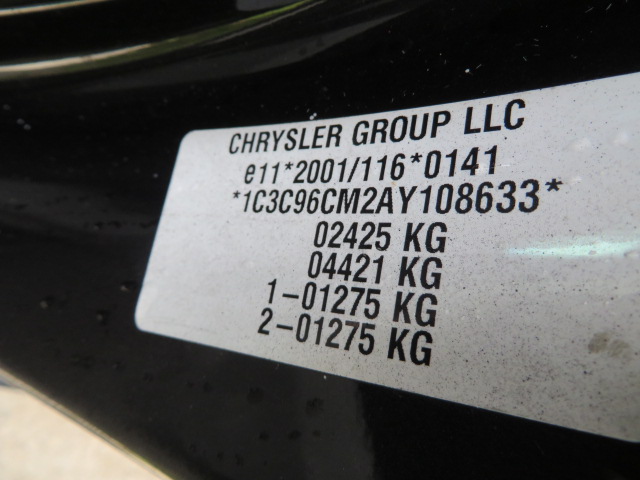 CHRYSLER GROUP LLC
e11*2001/116*0141
*1C3C96CM2AY108633*
02425 KG
04421 KG
1-01275 KG
2-01275 KG